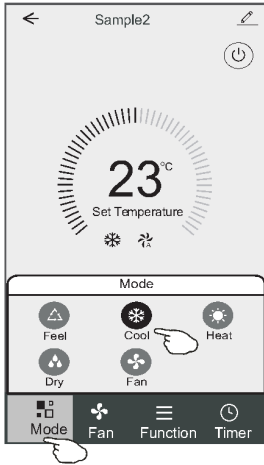 Sample2
23°C
Set Temperature
A
Mode
Feel Cool Heat
Dry Fan
Mode Fan Function Timer